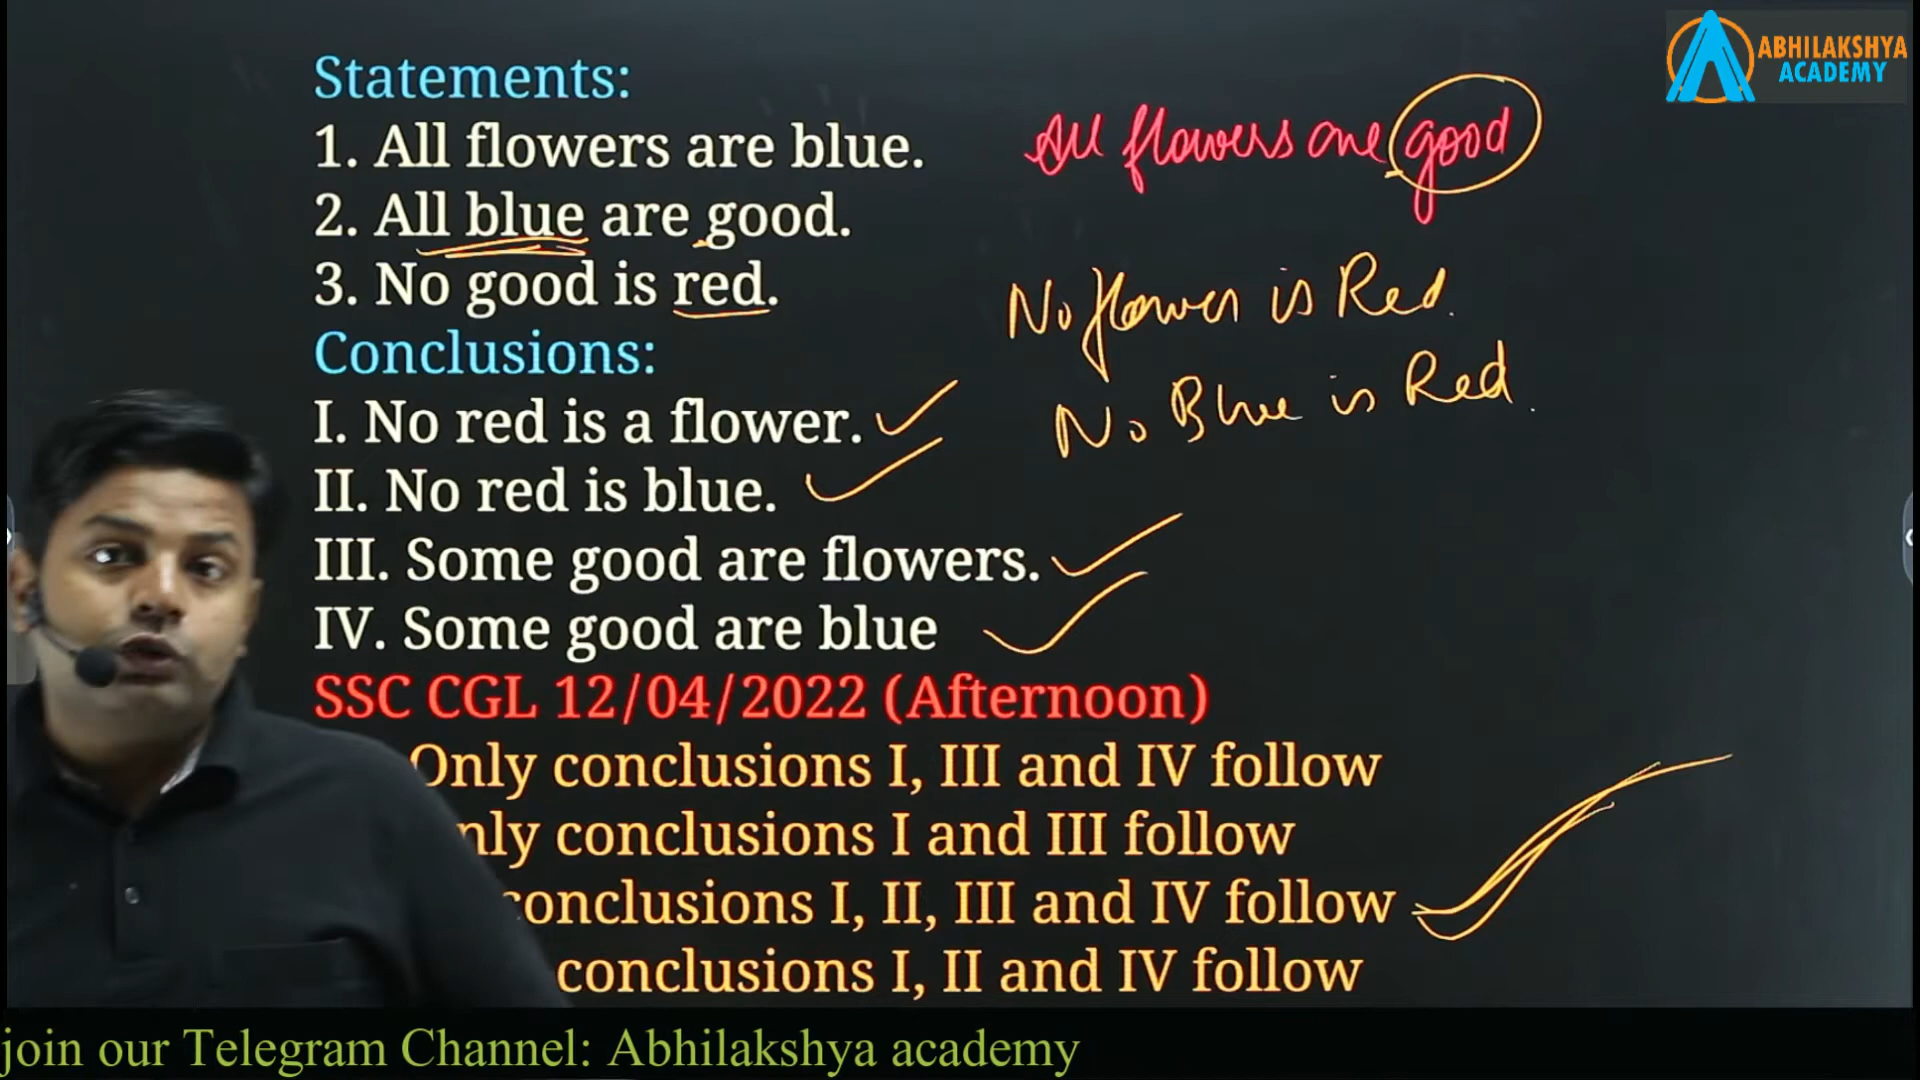 ABHILAKSHYA
ACADEMY
Statements:
1. All flowers are blue.
2. All blue are good.
3. No good is red.
Conclusions:
I. No red is a flower.
II. No red is blue.
III. Some good are flowers.
IV. Some good are blue
SSC CGL 12/04/2022 (Afternoon)
Only conclusions I, III and IV follow
nly conclusions I and III follow
conclusions I, II, III and IV follow
conclusions I, II and IV follow
All flowers are good
No flower is Red.
No Blue is Red.
join our Telegram Channel: Abhilakshya academy